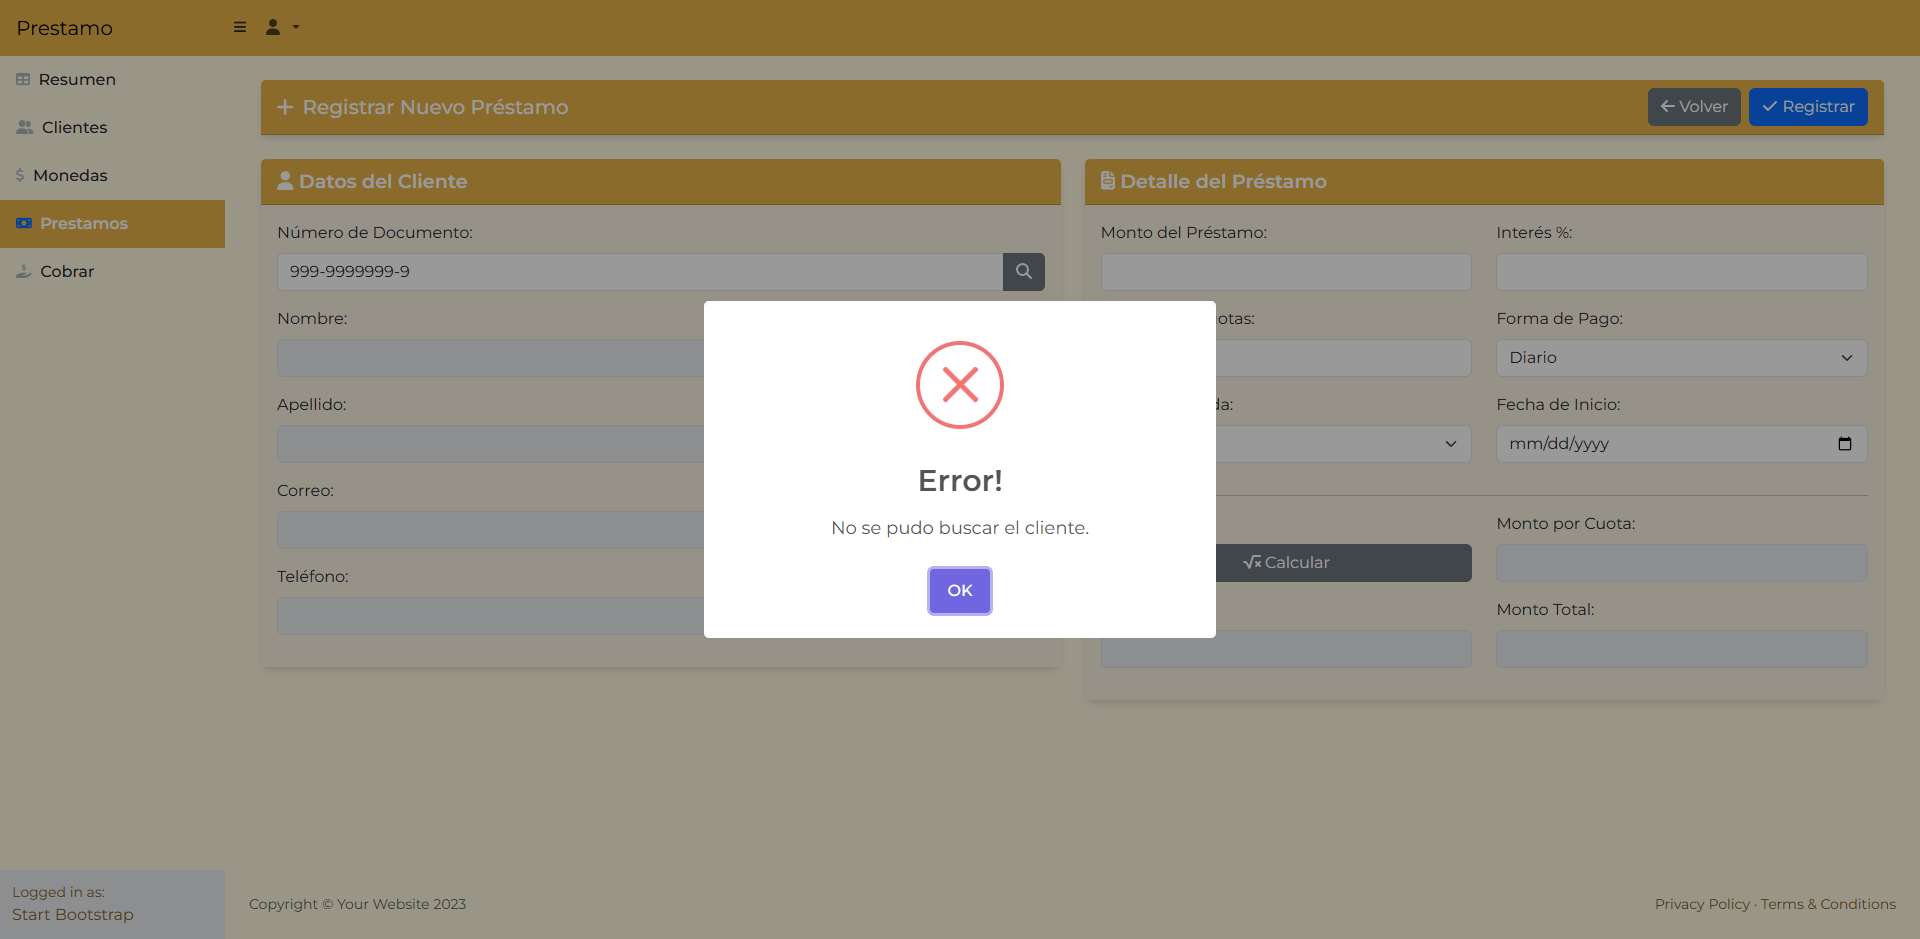 Prestamo
Resumen
Clientes
Monedas
Prestamos
Cobrar
Registrar Nuevo Préstamo
Volver
Registrar
Datos del Cliente
Número de Documento:
999-9999999-9
Nombre:
Apellido:
Correo:
Teléfono:
Detalle del Préstamo
Monto del Préstamo:
Interés %:
otas:
Forma de Pago:
Diario
da:
Fecha de Inicio:
mm/dd/yyyy
Calcular
Monto por Cuota:
Monto Total:
Error!
No se pudo buscar el cliente.
OK
Logged in as:
Start Bootstrap
Copyright © Your Website 2023
Privacy Policy · Terms & Conditions